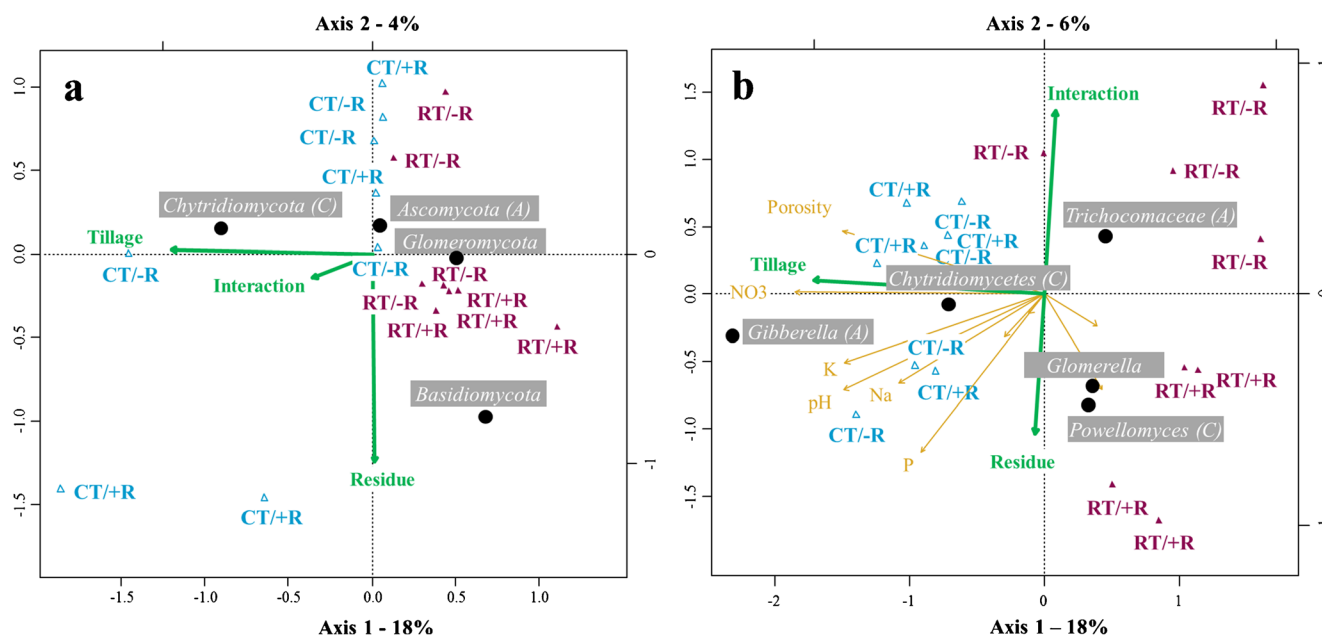 Axis 2 - 4%
a
CT/+R
CT/-R
RT/-R
CT/-R
RT/-R
CT/+R
Chytridiomycota (C)
Ascomycota (A)
Glomeromycota
Tillage
CT/-R
CT/-R
RT/-R
Interaction
RT/-R
RT/+R
RT/+R
RT/+R
RT/+R
Basidiomycota
Residue
CT/+R
CT/+R
1.0
0.5
0.0
-0.5
-1.0
-1.5
0
-1
-1.5
-1.0
0.0
0.5
1.0
Axis 1 - 18%
Axis 2 - 6%
b
Interaction
RT/-R
RT/-R
RT/-R
CT/+R
Porosity
CT/-R
Trichocomaceae (A)
CT/+R
CT/+R
CT/-R
RT/-R
Tillage
Chytridiomycetes (C)
NO3
Gibberella (A)
CT/-R
K
Glomerella
CT/+R
RT/+R
RT/+R
pH
Na
CT/-R
Powellomyces (C)
P
Residue
RT/+R
RT/+R
1.5
1.0
0.5
0.0
-0.5
-1.0
-1.5
-2
-1
0
1
Axis 1 – 18%